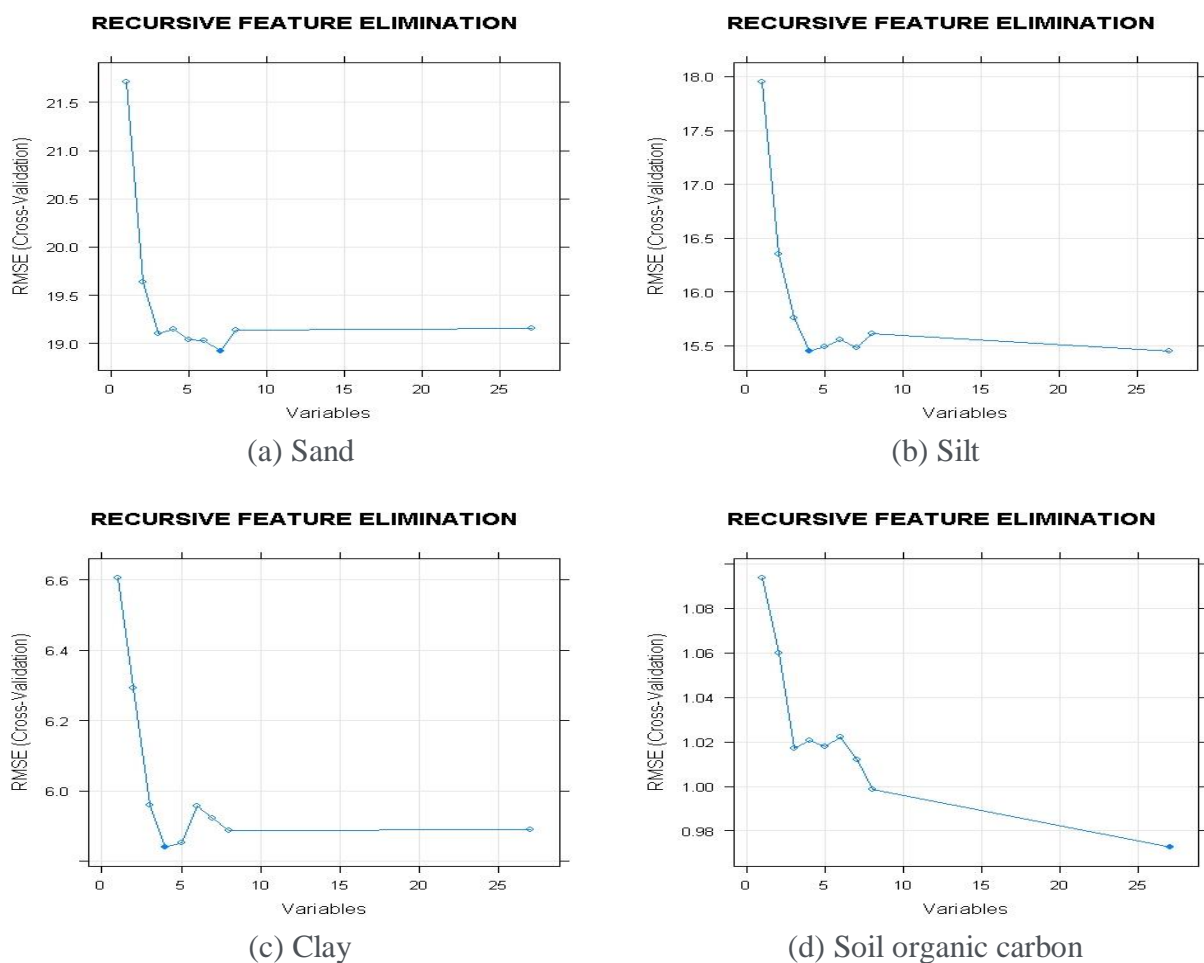 RECURSIVE FEATURE ELIMINATION
RMSE (Cross-Validation)
21.5
21.0
20.5
20.0
19.5
19.0
0 5 10 15 20 25
Variables
(a) Sand
RECURSIVE FEATURE ELIMINATION
RMSE (Cross-Validation)
18.0
17.5
17.0
16.5
16.0
15.5
0 5 10 15 20 25
Variables
(b) Silt
RECURSIVE FEATURE ELIMINATION
RMSE (Cross-Validation)
6.6
6.4
6.2
6.0
0 5 10 15 20 25
Variables
(c) Clay
RECURSIVE FEATURE ELIMINATION
RMSE (Cross-Validation)
1.08
1.06
1.04
1.02
1.00
0.98
0 5 10 15 20 25
Variables
(d) Soil organic carbon